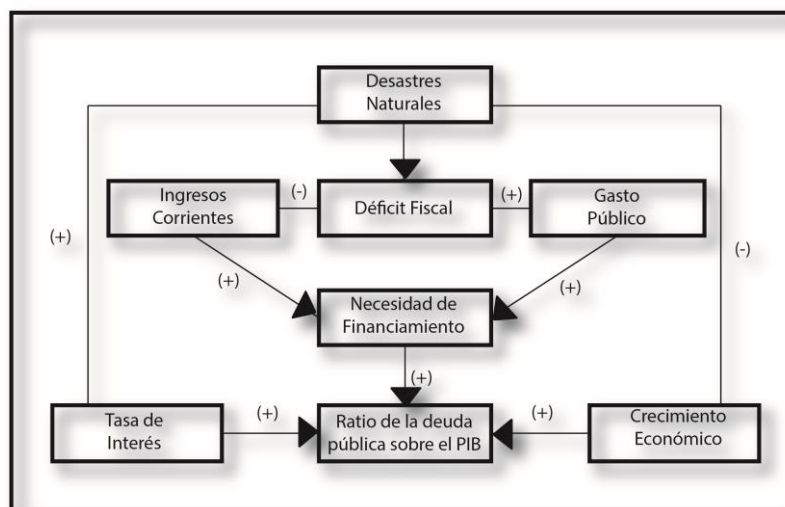 Desastres
Naturales
Ingresos
Corrientes
(-)
Déficit Fiscal
(+)
Gasto
Público
(+)
(-)
(+)
(+)
Necesidad de
Financiamiento
(+)
Tasa de
Interés
(+)
Ratio de la deuda
pública sobre el PIB
(+)
Crecimiento
Económico